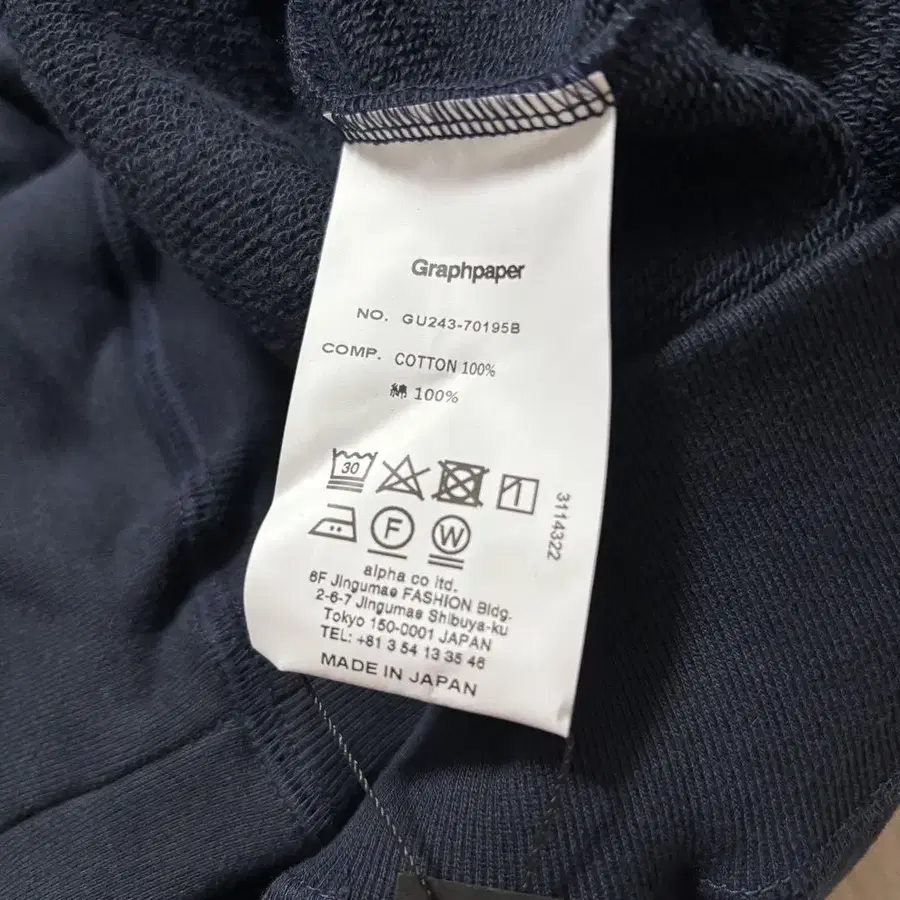 Graphpaper
NO. GU243-70195B
COMP. COTTON 100%
綿 100%
30
F W
3114322
alpha co ltd.
6F Jingumae FASHION Bldg.
2-6-7 Jingumae Shibuya-ku
Tokyo 150-0001 JAPAN
TEL: +81 3 54 13 35 46
MADE IN JAPAN